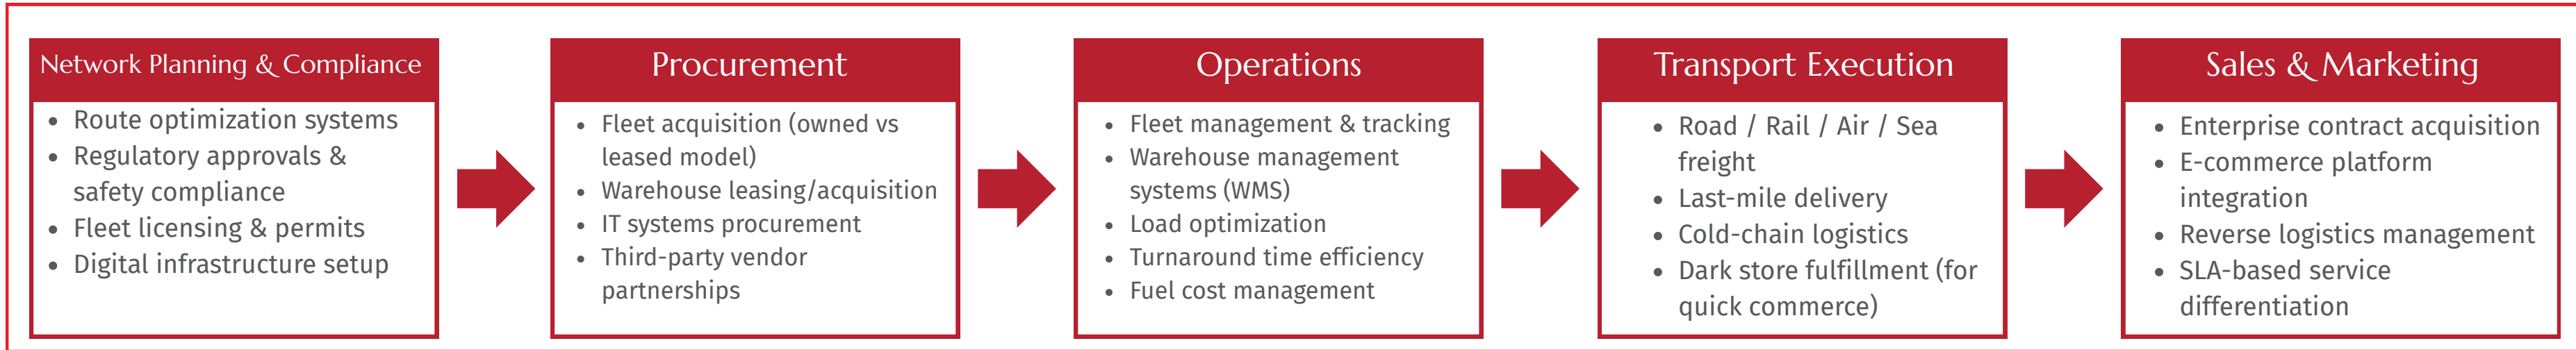 Network Planning & Compliance
• Route optimization systems
• Regulatory approvals &
safety compliance
• Fleet licensing & permits
• Digital infrastructure setup
Procurement
• Fleet acquisition (owned vs
leased model)
• Warehouse leasing/acquisition
• IT systems procurement
• Third-party vendor
partnerships
Operations
• Fleet management & tracking
• Warehouse management
systems (WMS)
• Load optimization
• Turnaround time efficiency
• Fuel cost management
Transport Execution
• Road / Rail / Air / Sea
freight
• Last-mile delivery
• Cold-chain logistics
• Dark store fulfillment (for
quick commerce)
Sales & Marketing
• Enterprise contract acquisition
• E-commerce platform
integration
• Reverse logistics management
• SLA-based service
differentiation